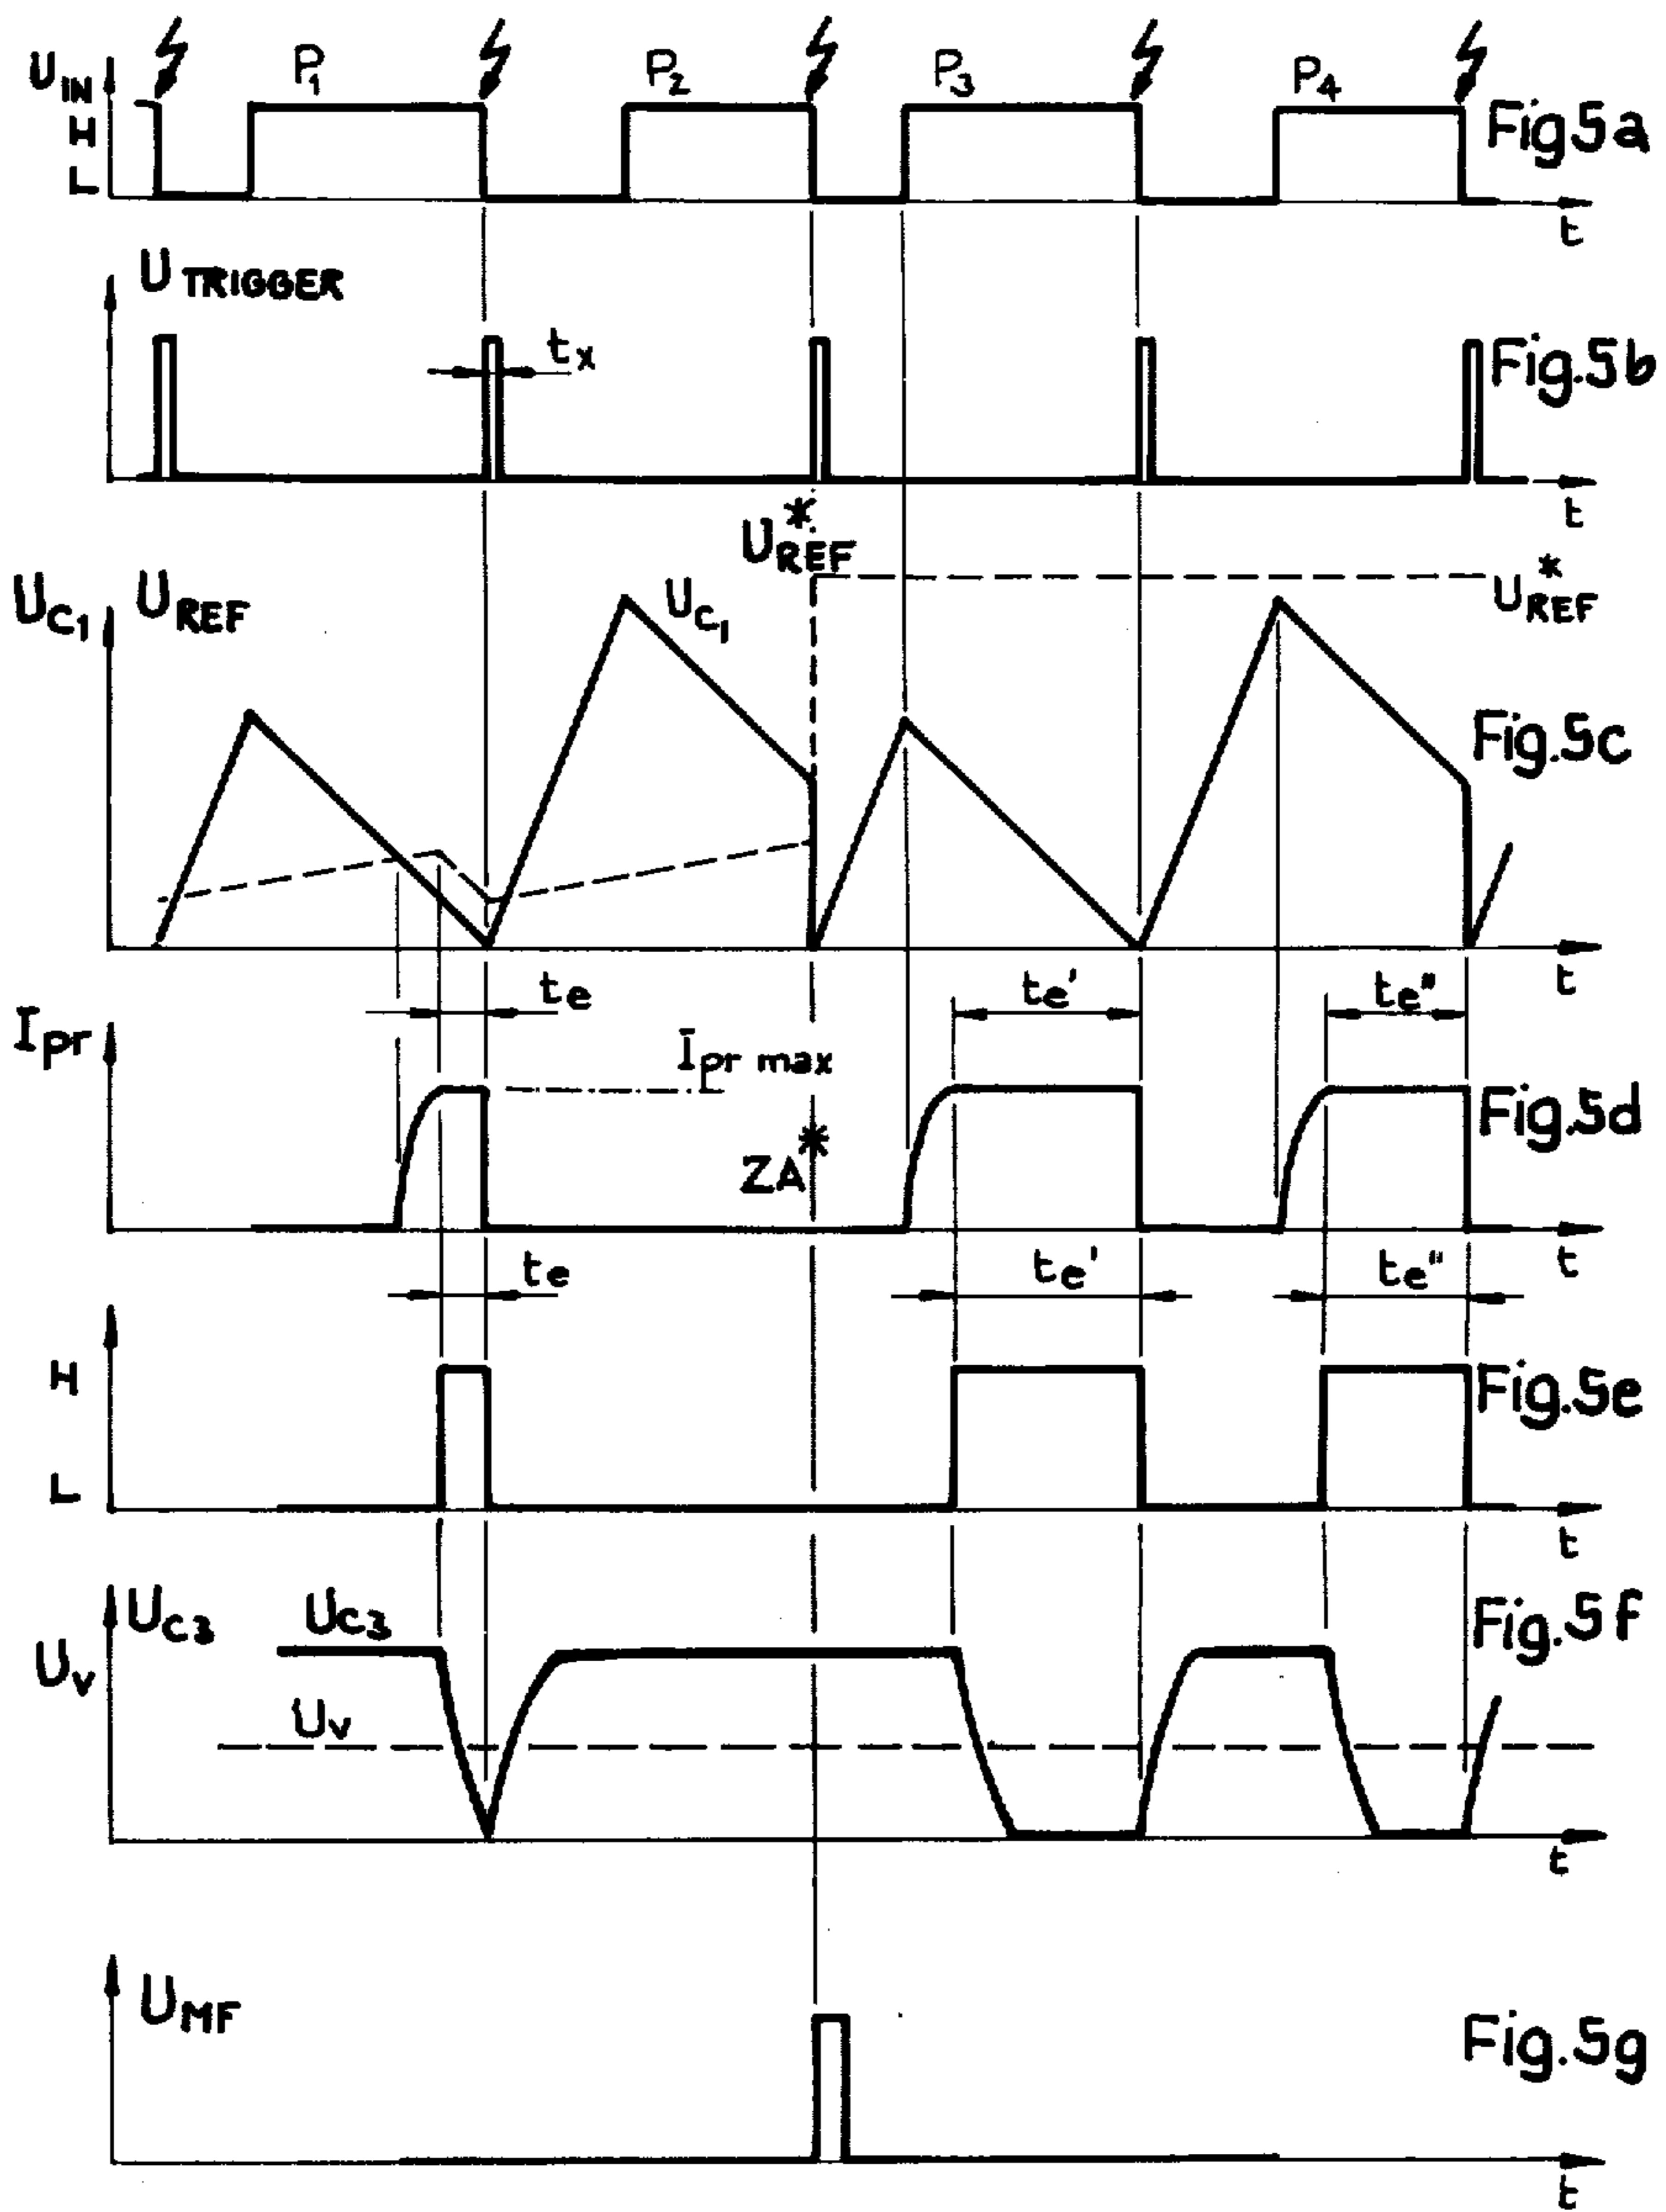 U IN
H
L
P1
P2
P3
P4
Fig5a
t
U TRIGGER
tx
Fig.5b
t
U*REF
U*REF
UC1
UREF
UC1
Fig.5c
t
te
te'
te"
Ipr
Ipr max
ZA*
Fig.5d
t
te
te'
te"
H
L
Fig.5e
t
UC3
UC3
Uv
Uv
Fig.5f
t
UMF
Fig.5g
t